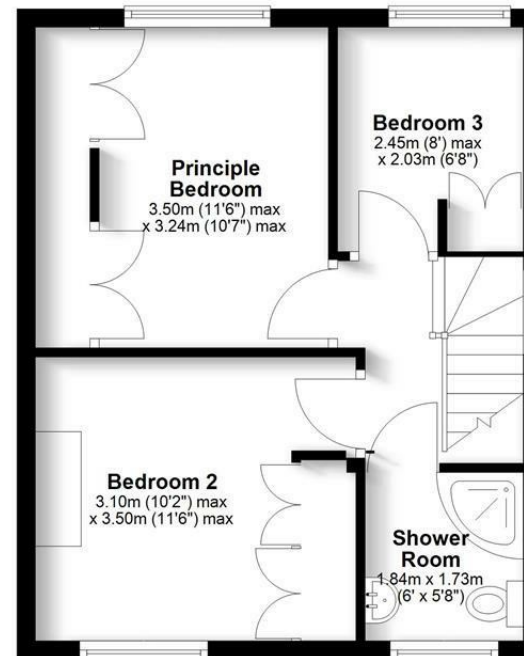 Principle
Bedroom
3.50m (11'6") max
x 3.24m (10'7") max
Bedroom 3
2.45m (8') max
x 2.03m (6'8")
Bedroom 2
3.10m (10'2") max
x 3.50m (11'6") max
Shower
Room
1.84m x 1.73m
(6' x 5'8")